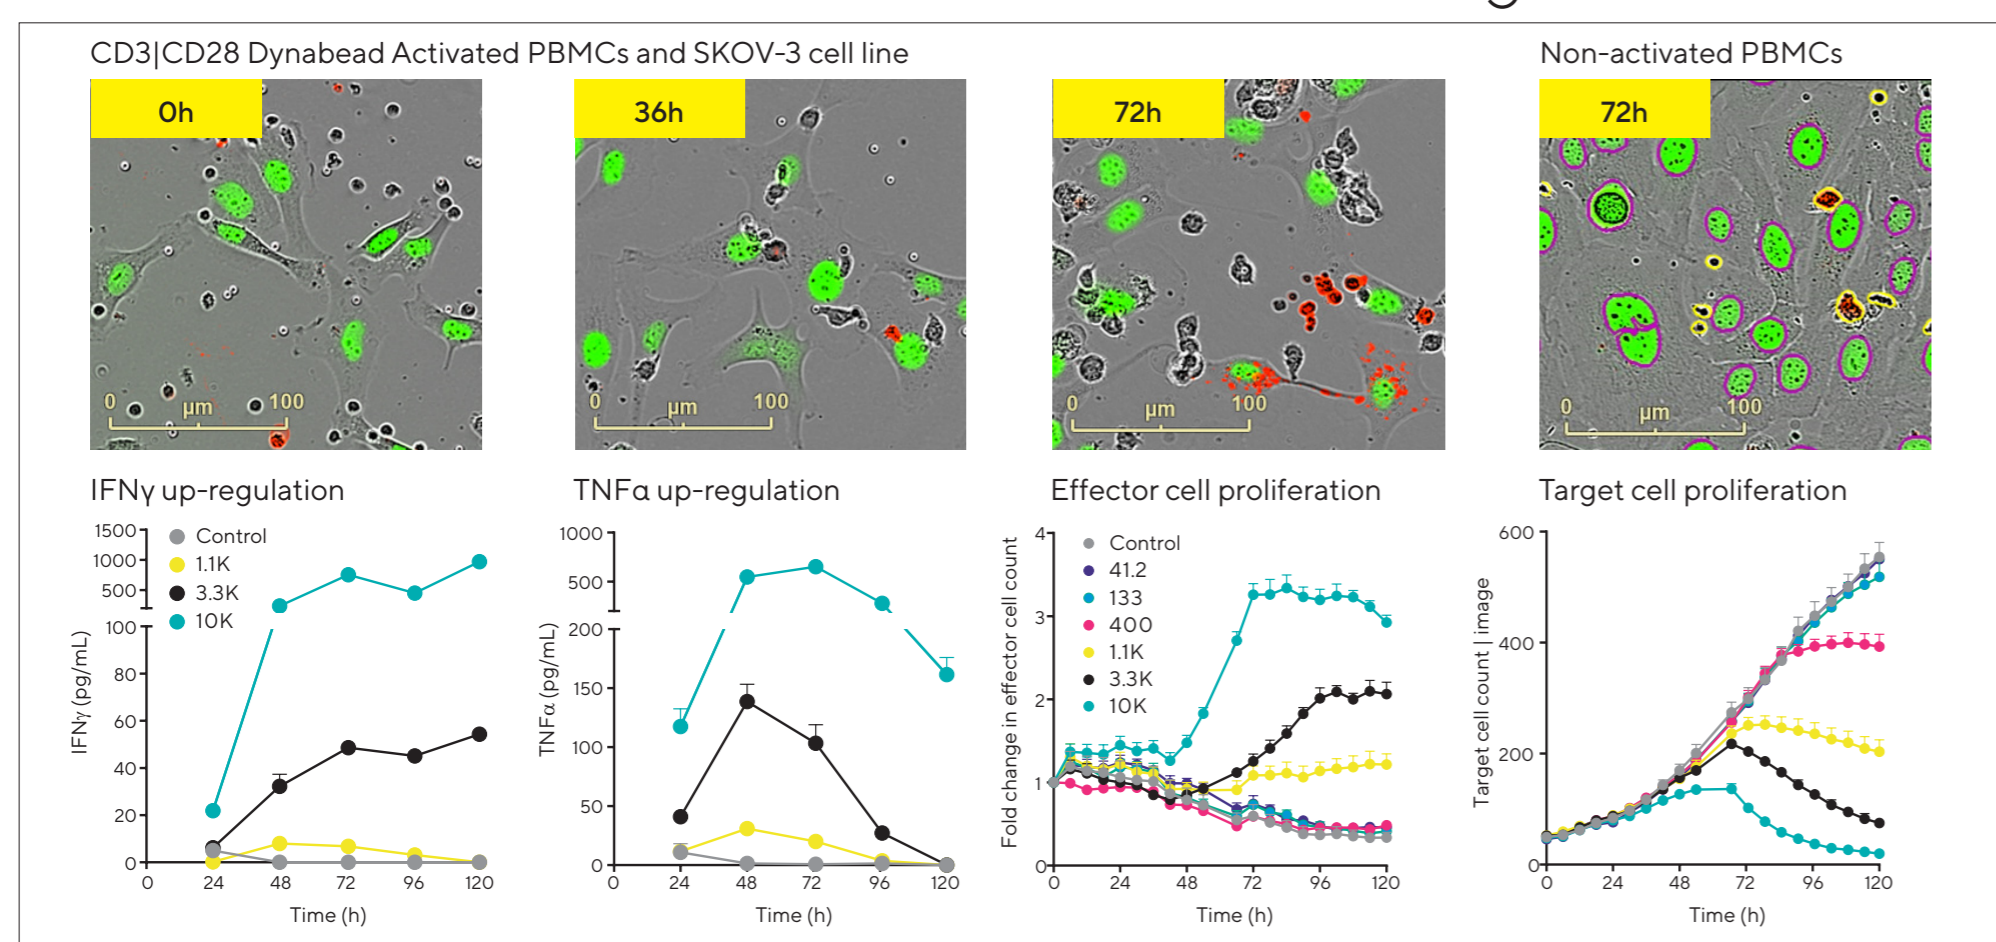 CD3|CD28 Dynabead Activated PBMCs and SKOV-3 cell line
Non-activated PBMCs
0h
36h
72h
72h
0 µm 100
0 µm 100
0 µm 100
0 µm 100
IFNγ up-regulation
IFNγ (pg/mL)
1500
1000
500
100
80
60
40
20
0
Control
1.1K
3.3K
10K
0 24 48 72 96 120
Time (h)
TNFα up-regulation
TNFα (pg/mL)
1000
500
200
150
100
50
0
0 24 48 72 96 120
Time (h)
Effector cell proliferation
Fold change in effector cell count
4
3
2
1
0
Control
41.2
133
400
1.1K
3.3K
10K
0 24 48 72 96 120
Time (h)
Target cell proliferation
Target cell count | image
600
400
200
0
0 24 48 72 96 120
Time (h)